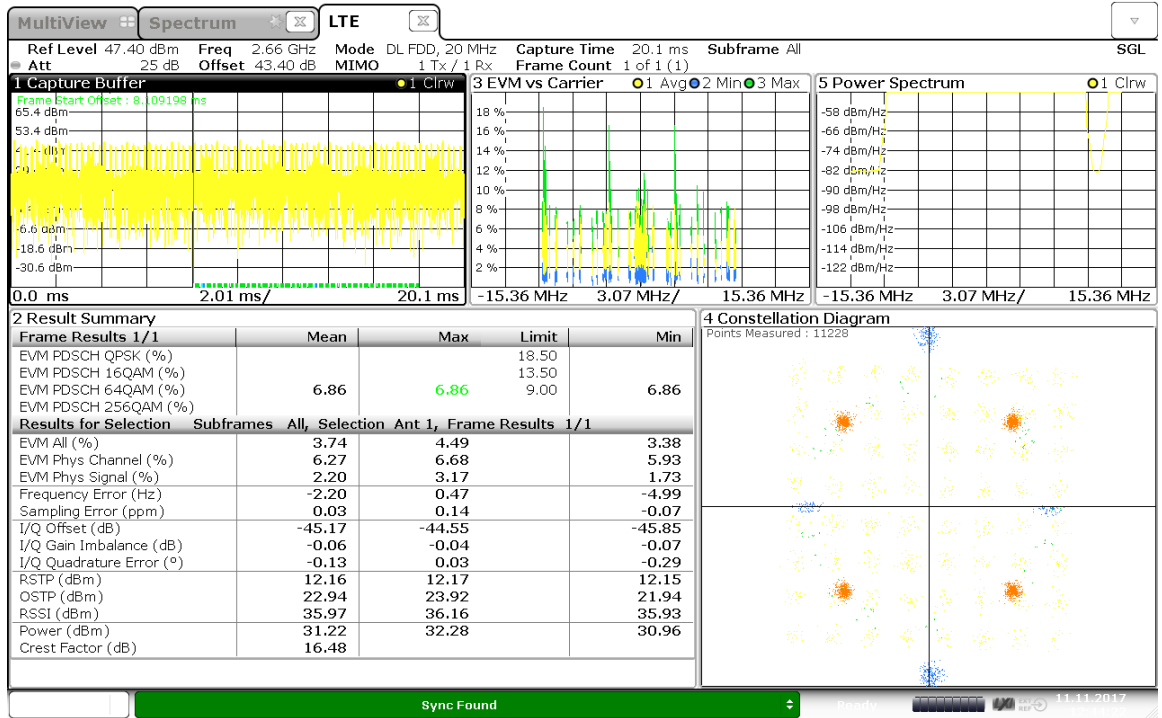 MultiView Spectrum LTE
Ref Level 47.40 dBm Freq 2.66 GHz Mode DL FDD, 20 MHz Capture Time 20.1 ms Subframe All SGL
Att 25 dB Offset 43.40 dB MIMO 1 Tx / 1 Rx Frame Count 1 of 1 (1)
1 Capture Buffer 1 Clrw
Frame Start Offset : 8.109198 ms
65.4 dBm
53.4 dBm
-6.6 dBm
-18.6 dBm
-30.6 dBm
0.0 ms 2.01 ms/ 20.1 ms
3 EVM vs Carrier 1 Avg 2 Min 3 Max
18 %
16 %
14 %
12 %
10 %
8 %
6 %
4 %
2 %
-15.36 MHz 3.07 MHz/ 15.36 MHz
5 Power Spectrum 1 Clrw
-58 dBm/Hz
-66 dBm/Hz
-74 dBm/Hz
-82 dBm/Hz
-90 dBm/Hz
-98 dBm/Hz
-106 dBm/Hz
-114 dBm/Hz
-122 dBm/Hz
-15.36 MHz 3.07 MHz/ 15.36 MHz
2 Result Summary
Frame Results 1/1 Mean Max Limit Min
EVM PDSCH QPSK (%) 18.50
EVM PDSCH 16QAM (%) 13.50
EVM PDSCH 64QAM (%) 6.86 6.86 9.00 6.86
EVM PDSCH 256QAM (%)
Results for Selection Subframes All, Selection Ant 1, Frame Results 1/1
EVM All (%) 3.74 4.49 3.38
EVM Phys Channel (%) 6.27 6.68 5.93
EVM Phys Signal (%) 2.20 3.17 1.73
Frequency Error (Hz) -2.20 0.47 -4.99
Sampling Error (ppm) 0.03 0.14 -0.07
I/Q Offset (dB) -45.17 -44.55 -45.85
I/Q Gain Imbalance (dB) -0.06 -0.04 -0.07
I/Q Quadrature Error (º) -0.13 0.03 -0.29
RSTP (dBm) 12.16 12.17 12.15
OSTP (dBm) 22.94 23.92 21.94
RSSI (dBm) 35.97 36.16 35.93
Power (dBm) 31.22 32.28 30.96
Crest Factor (dB) 16.48
4 Constellation Diagram
Points Measured : 11228
Sync Found
Ready
11.11.2017